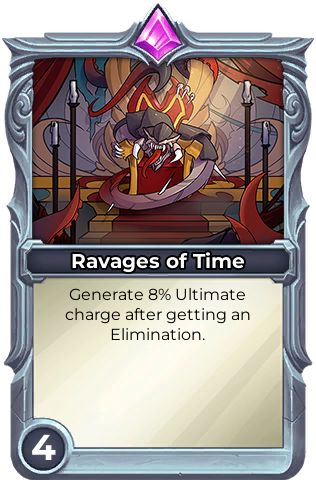 Ravages of Time
Generate 8% Ultimate
charge after getting an
Elimination.
4